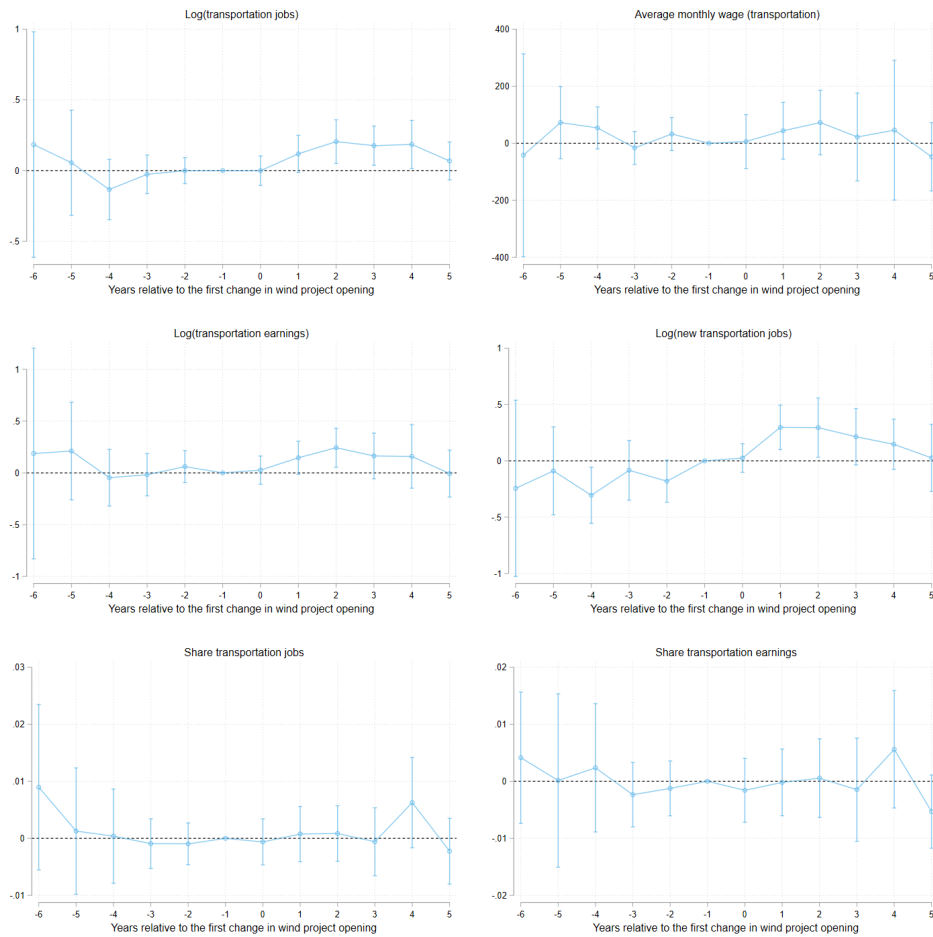 Log(transportation jobs)
1
.5
0
-.5
-6 -5 -4 -3 -2 -1 0 1 2 3 4 5
Years relative to the first change in wind project opening
Average monthly wage (transportation)
400
200
0
-200
-400
-6 -5 -4 -3 -2 -1 0 1 2 3 4 5
Years relative to the first change in wind project opening
Log(transportation earnings)
1
.5
0
-.5
-1
-6 -5 -4 -3 -2 -1 0 1 2 3 4 5
Years relative to the first change in wind project opening
Log(new transportation jobs)
1
.5
0
-.5
-1
-6 -5 -4 -3 -2 -1 0 1 2 3 4 5
Years relative to the first change in wind project opening
Share transportation jobs
.03
.02
.01
0
-.01
-6 -5 -4 -3 -2 -1 0 1 2 3 4 5
Years relative to the first change in wind project opening
Share transportation earnings
.02
.01
0
-.01
-.02
-6 -5 -4 -3 -2 -1 0 1 2 3 4 5
Years relative to the first change in wind project opening